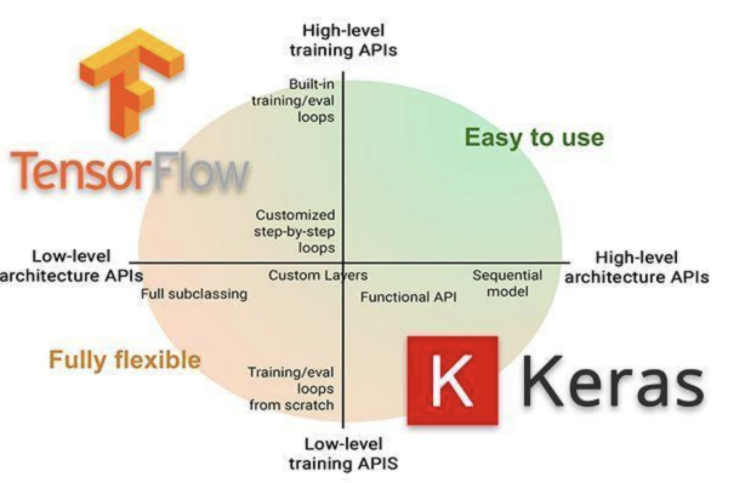 High-level
training APIs
Built-in
training/eval
loops
Easy to use
TensorFlow
Customized
step-by-step
loops
Low-level
architecture APIs
High-level
architecture APIs
Custom Layers
Sequential
model
Full subclassing
Functional API
Fully flexible
Training/eval
loops
from scratch
K Keras
Low-level
training APIS